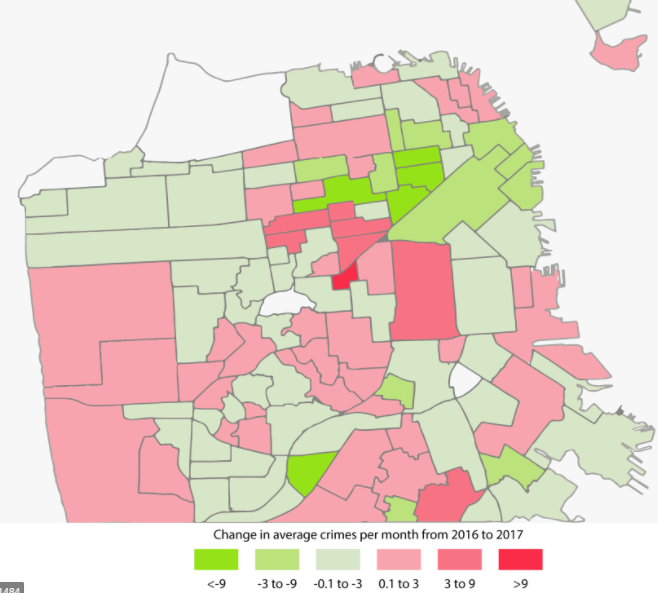 Change in average crimes per month from 2016 to 2017
<-9 -3 to -9 -0.1 to -3 0.1 to 3 3 to 9 >9
1484